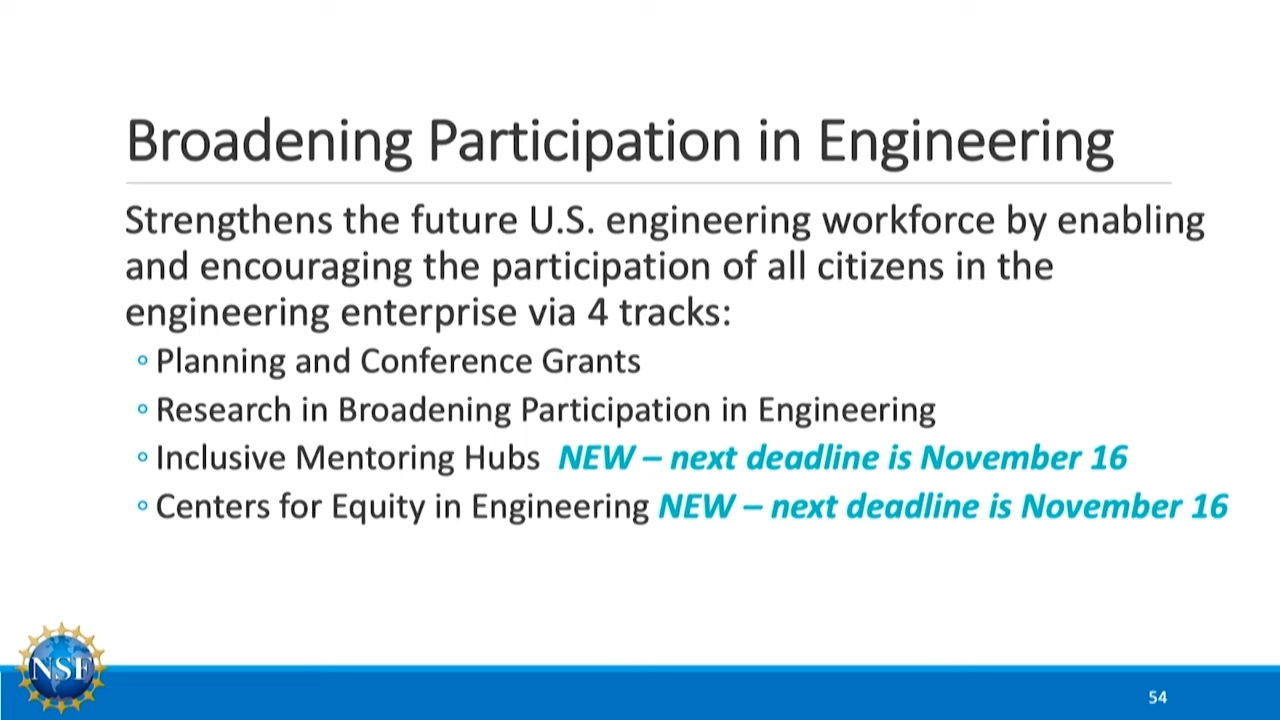 Broadening Participation in Engineering
Strengthens the future U.S. engineering workforce by enabling
and encouraging the participation of all citizens in the
engineering enterprise via 4 tracks:
◦ Planning and Conference Grants
◦ Research in Broadening Participation in Engineering
◦ Inclusive Mentoring Hubs NEW – next deadline is November 16
◦ Centers for Equity in Engineering NEW – next deadline is November 16
NSF
54